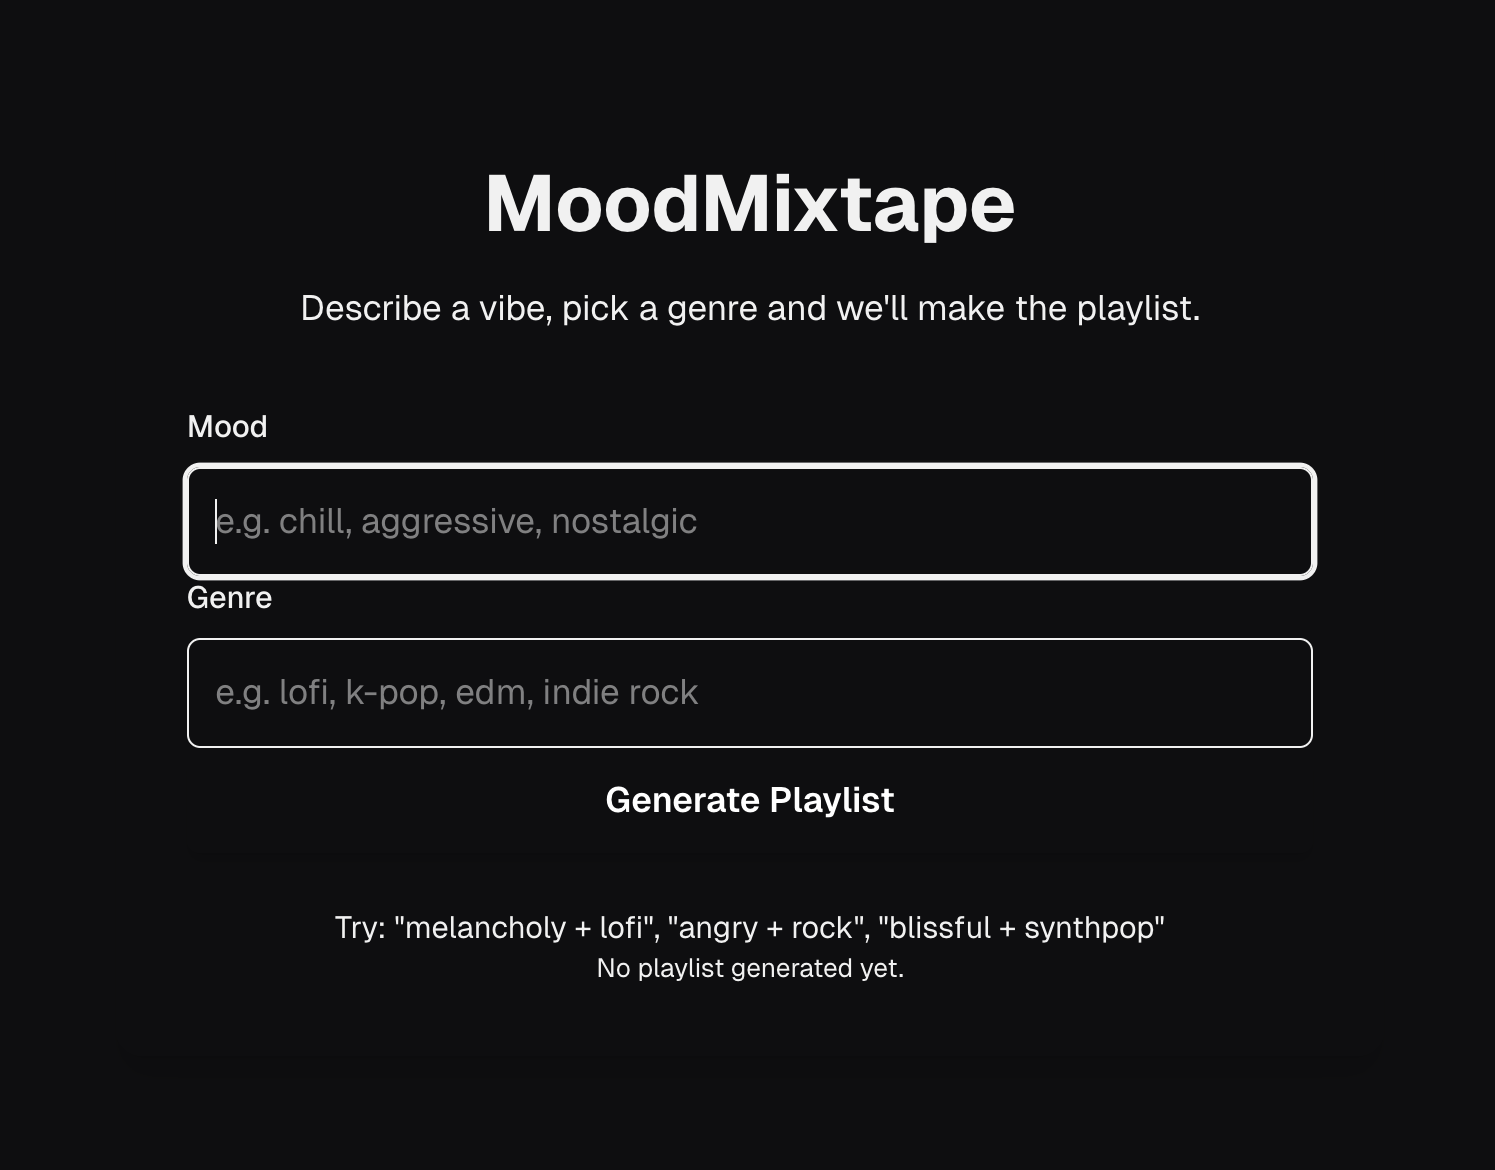 MoodMixtape
Describe a vibe, pick a genre and we'll make the playlist.
Mood
e.g. chill, aggressive, nostalgic
Genre
e.g. lofi, k-pop, edm, indie rock
Generate Playlist
Try: "melancholy + lofi", "angry + rock", "blissful + synthpop"
No playlist generated yet.